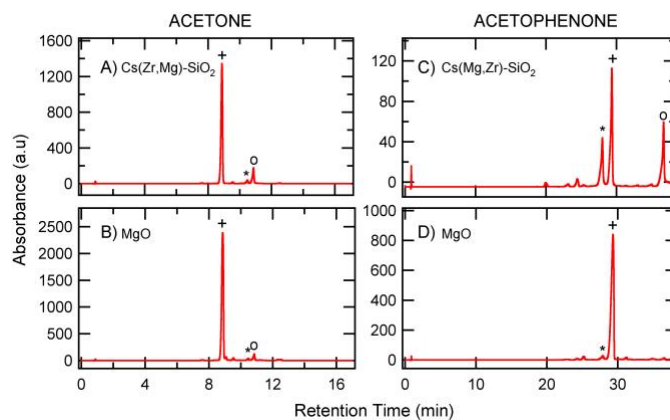 ACETONE
ACETOPHENONE
A) Cs(Zr,Mg)-SiO₂
+
*
o
1600
1200
800
400
0
C) Cs(Mg,Zr)-SiO₂
+
*
o
120
80
40
0
B) MgO
+
*
o
2500
2000
1500
1000
500
0
0 4 8 12 16
D) MgO
+
*
1000
800
600
400
200
0
0 10 20 30
Absorbance (a.u)
Retention Time (min)